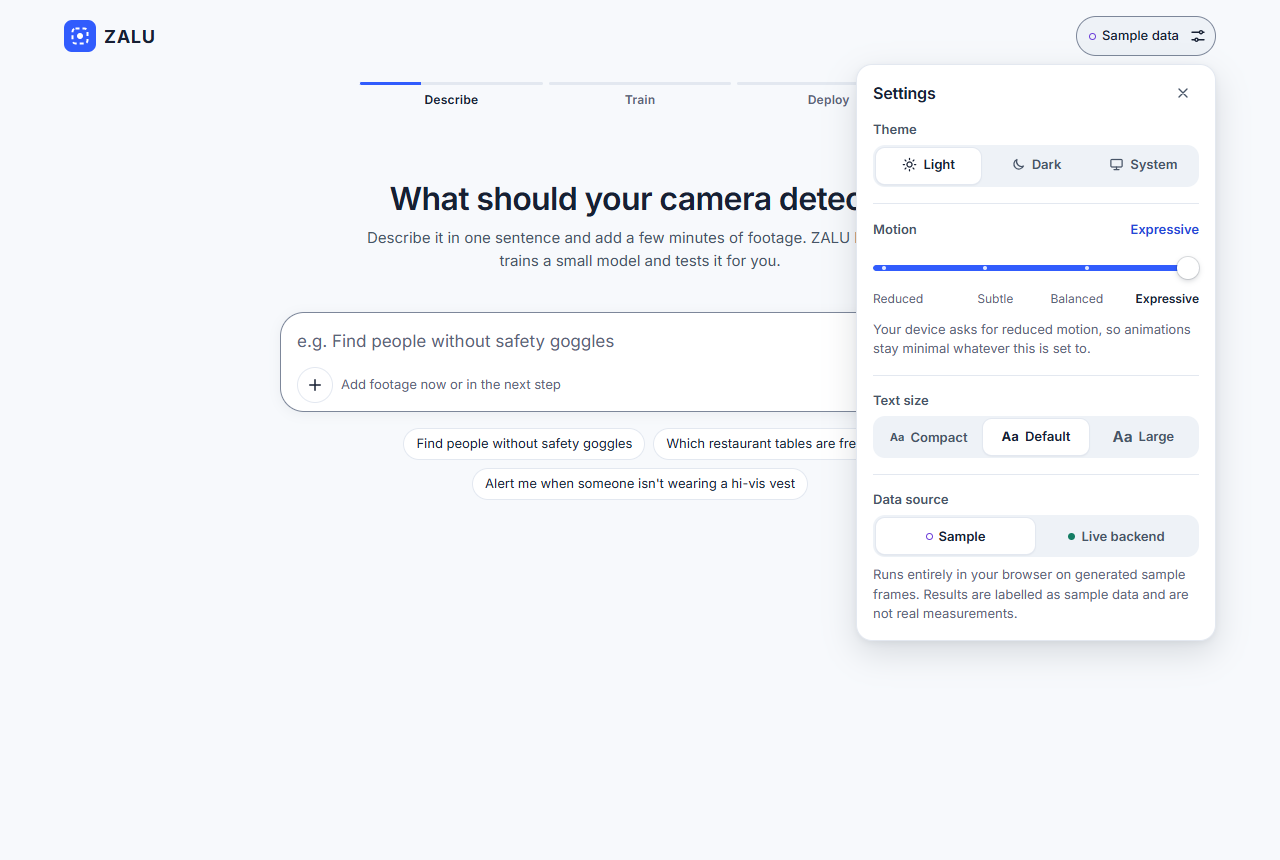 ZALU
Sample data
Describe
Train
Deploy
What should your camera detec
Describe it in one sentence and add a few minutes of footage. ZALU
trains a small model and tests it for you.
e.g. Find people without safety goggles
Add footage now or in the next step
Find people without safety goggles
Which restaurant tables are fre
Alert me when someone isn't wearing a hi-vis vest
Settings
Theme
Light
Dark
System
Motion
Expressive
Reduced
Subtle
Balanced
Expressive
Your device asks for reduced motion, so animations
stay minimal whatever this is set to.
Text size
Aa Compact
Aa Default
Aa Large
Data source
Sample
Live backend
Runs entirely in your browser on generated sample
frames. Results are labelled as sample data and are
not real measurements.